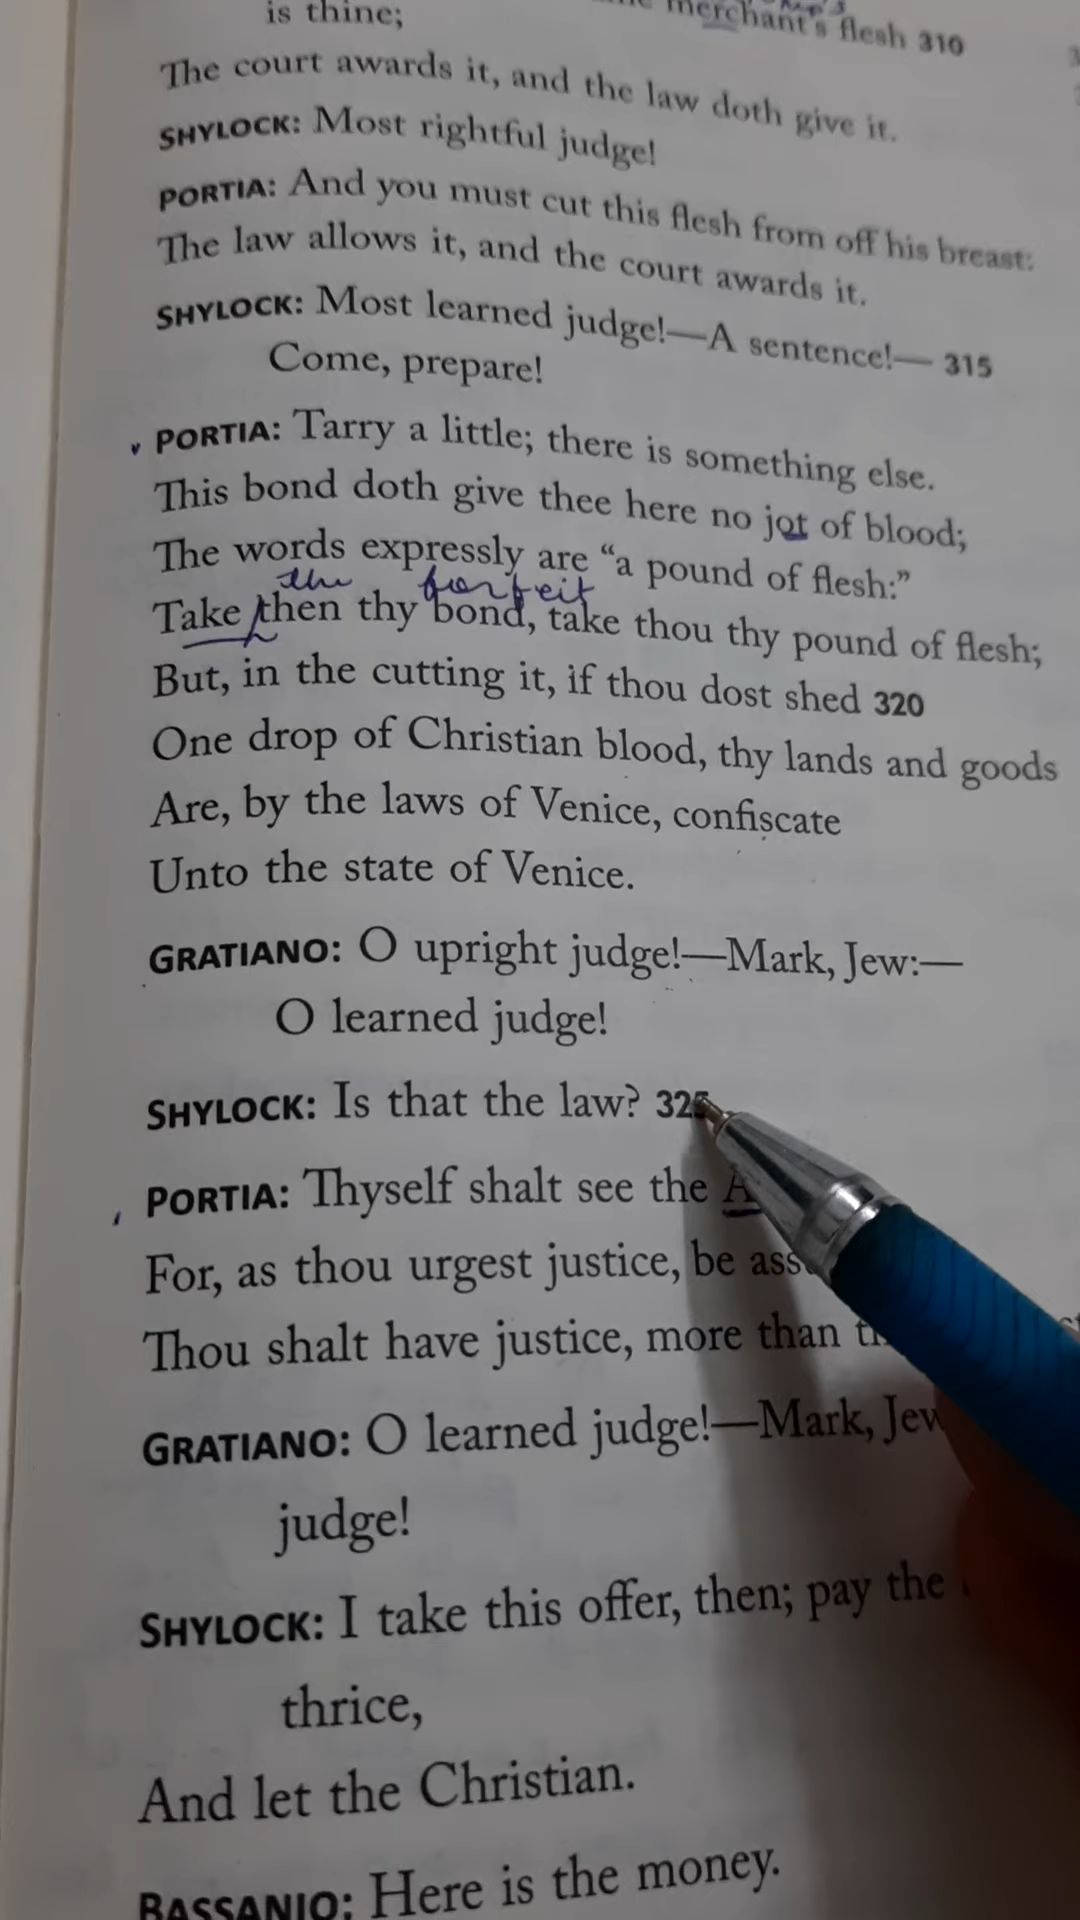 is thine;
merchant's flesh 310
The court awards it, and the law doth give it.
SHYLOCK: Most rightful judge!
PORTIA: And you must cut this flesh from off his breast:
The law allows it, and the court awards it.
SHYLOCK: Most learned judge!—A sentence!— 315
Come, prepare!
PORTIA: Tarry a little; there is something else.
This bond doth give thee here no jot of blood;
The words expressly are “a pound of flesh:”
the forfeit
Take then thy bond, take thou thy pound of flesh;
But, in the cutting it, if thou dost shed 320
One drop of Christian blood, thy lands and goods
Are, by the laws of Venice, confiscate
Unto the state of Venice.
GRATIANO: O upright judge!—Mark, Jew:—
O learned judge!
SHYLOCK: Is that the law? 325
PORTIA: Thyself shalt see the
For, as thou urgest justice, be
Thou shalt have justice, more than
GRATIANO: O learned judge!—Mark, Jew
judge!
SHYLOCK: I take this offer, then; pay the
thrice,
And let the Christian.
BASSANIO: Here is the money.